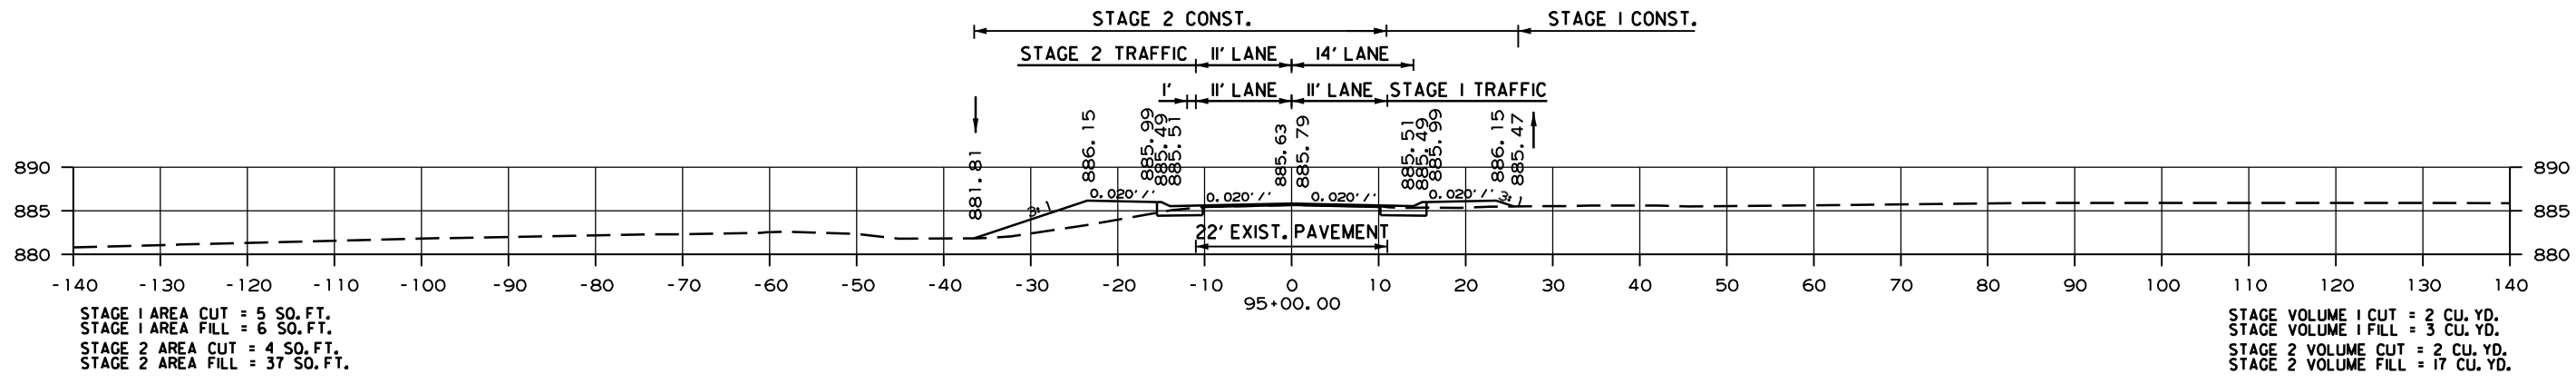 STAGE 2 CONST.
STAGE 1 CONST.
STAGE 2 TRAFFIC
11' LANE
14' LANE
1'
11' LANE
11' LANE
STAGE 1 TRAFFIC
881.81
886.15
885.99
885.49
885.51
885.63
885.79
885.51
885.49
885.99
886.15
885.47
890
890
3:1
0.020'/'
0.020'/'
0.020'/'
0.020'/'
3:1
885
885
22' EXIST. PAVEMENT
880
880
-140 -130 -120 -110 -100 -90 -80 -70 -60 -50 -40 -30 -20 -10 0 10 20 30 40 50 60 70 80 90 100 110 120 130 140
95+00.00
STAGE 1 AREA CUT = 5 SQ.FT.
STAGE 1 AREA FILL = 6 SQ.FT.
STAGE 2 AREA CUT = 4 SQ.FT.
STAGE 2 AREA FILL = 37 SQ.FT.
STAGE VOLUME 1 CUT = 2 CU.YD.
STAGE VOLUME 1 FILL = 3 CU.YD.
STAGE 2 VOLUME CUT = 2 CU.YD.
STAGE 2 VOLUME FILL = 17 CU.YD.